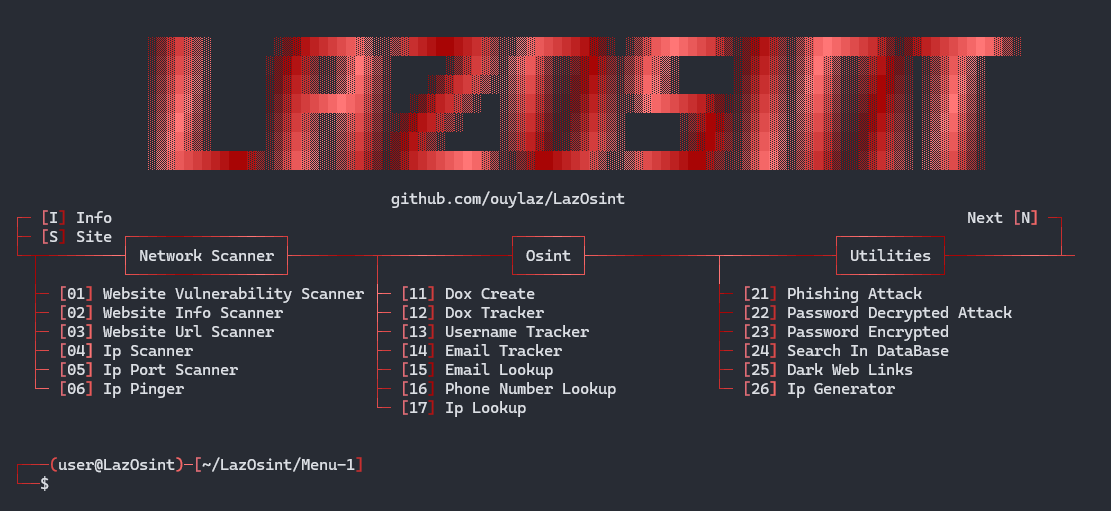 LAZOSINT
github.com/ouylaz/LazOsint
[I] Info
Next [N]
[S] Site
Network Scanner
Osint
Utilities
[01] Website Vulnerability Scanner
[11] Dox Create
[21] Phishing Attack
[02] Website Info Scanner
[12] Dox Tracker
[22] Password Decrypted Attack
[03] Website Url Scanner
[13] Username Tracker
[23] Password Encrypted
[04] Ip Scanner
[14] Email Tracker
[24] Search In DataBase
[05] Ip Port Scanner
[15] Email Lookup
[25] Dark Web Links
[06] Ip Pinger
[16] Phone Number Lookup
[26] Ip Generator
[17] Ip Lookup
(user@LazOsint)-[~/LazOsint/Menu-1]
$